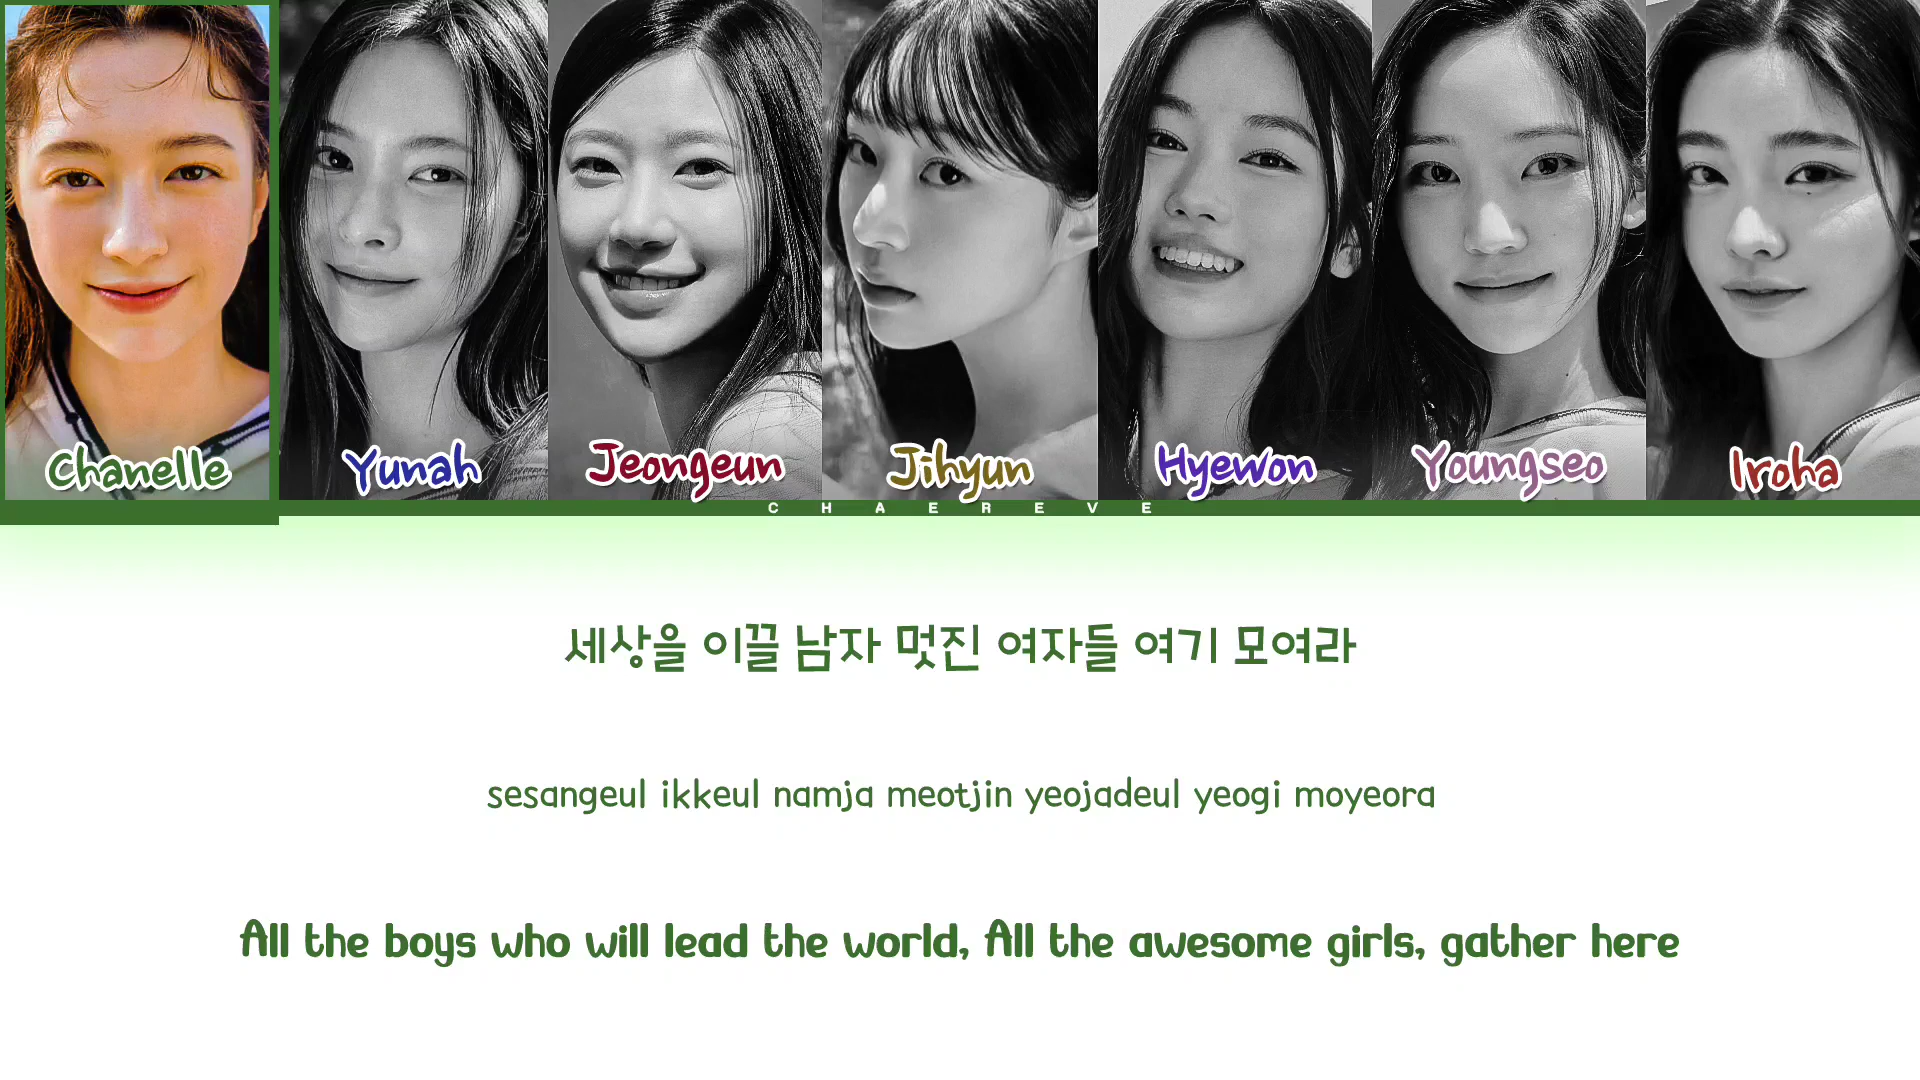 Chanelle Yunah Jeongeun Jihyun Hyewon Youngseo Iroha
CHAEREVE
세상을 이끌 남자 멋진 여자들 여기 모여라
sesangeul ikkeul namja meotjin yeojadeul yeogi moyeora
All the boys who will lead the world, All the awesome girls, gather here